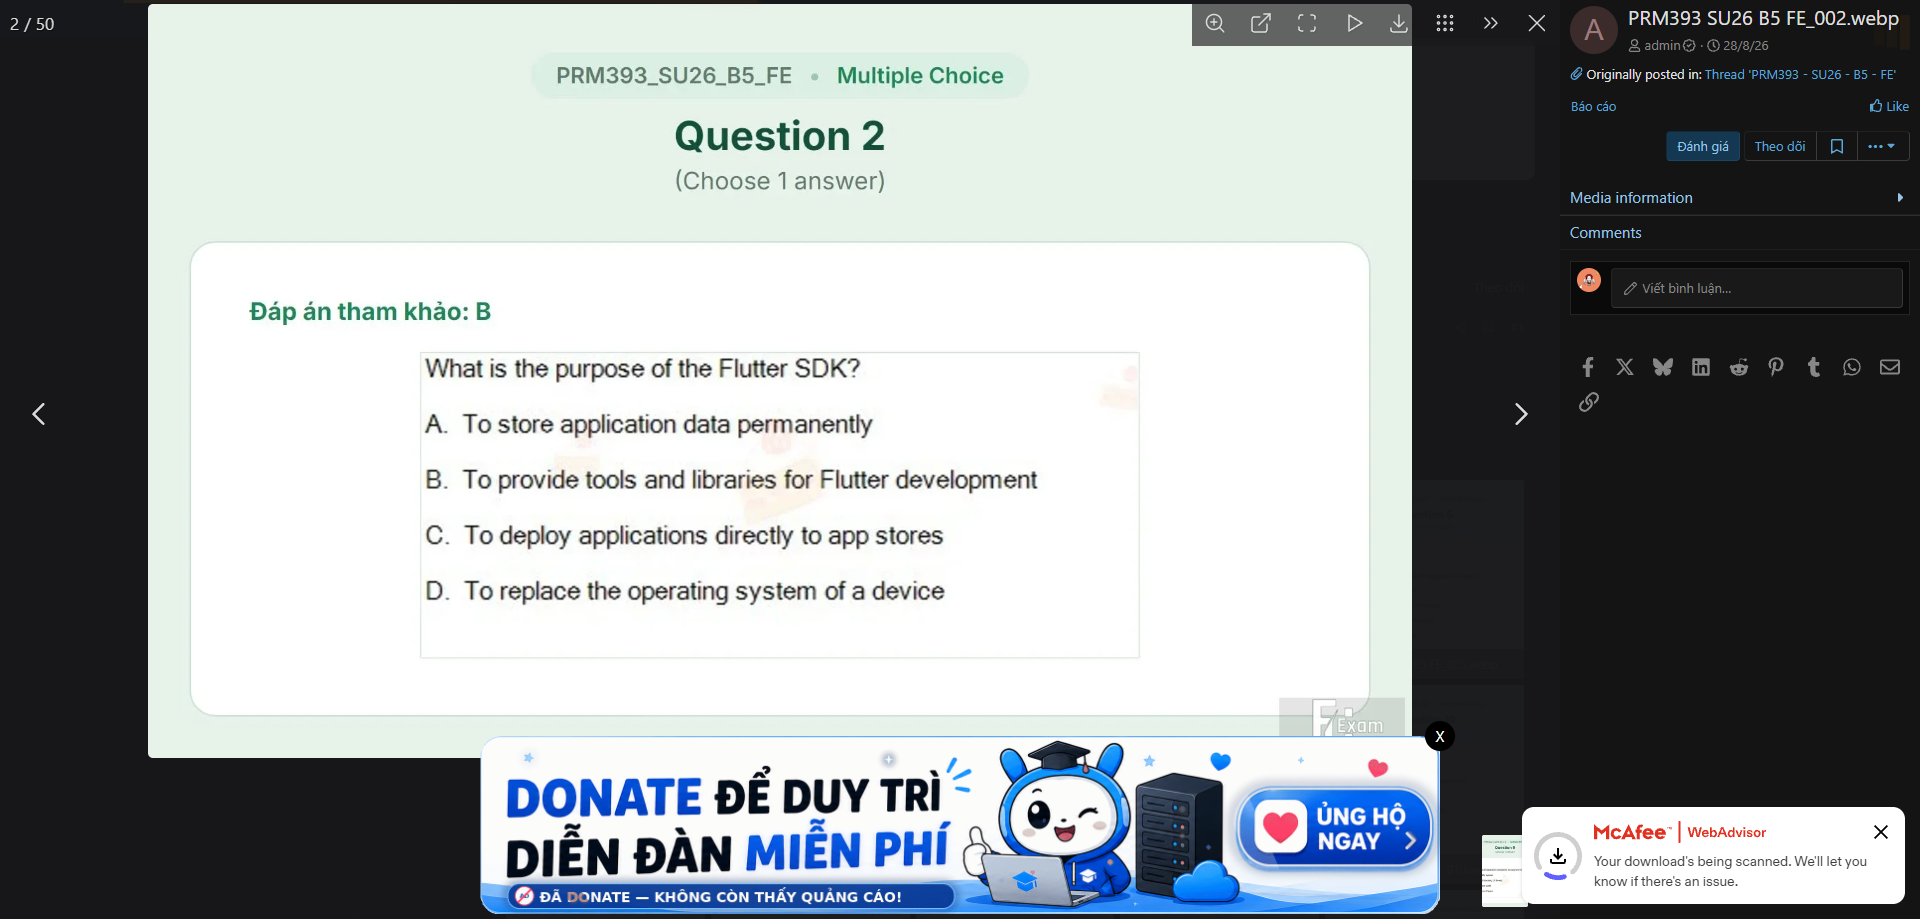 2 / 50
PRM393_SU26_B5_FE • Multiple Choice
Question 2
(Choose 1 answer)
Đáp án tham khảo: B
What is the purpose of the Flutter SDK?
A. To store application data permanently
B. To provide tools and libraries for Flutter development
C. To deploy applications directly to app stores
D. To replace the operating system of a device
Exam
DONATE ĐỂ DUY TRÌ
DIỄN ĐÀN MIỄN PHÍ
ĐÃ DONATE — KHÔNG CÒN THẤY QUẢNG CÁO!
ỦNG HỘ
NGAY
X
A
PRM393 SU26 B5 FE_002.webp
admin · 28/8/26
Originally posted in: Thread 'PRM393 - SU26 - B5 - FE'
Báo cáo
Like
Đánh giá
Theo dõi
Media information
Comments
Viết bình luận...
McAfee™ | WebAdvisor
Your download's being scanned. We'll let you
know if there's an issue.